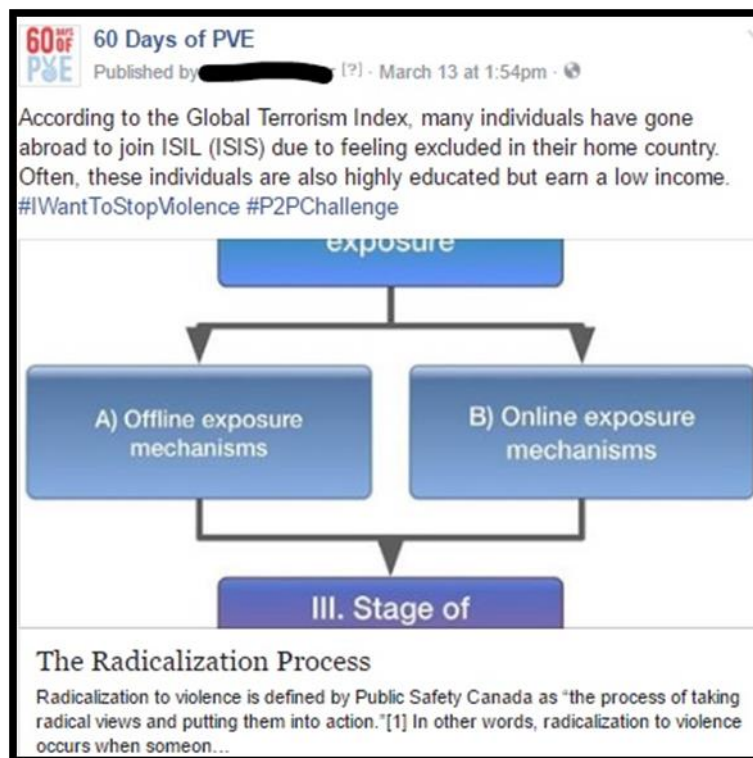 60 DAYS OF
PVE
60 Days of PVE
Published by [?] · March 13 at 1:54pm ·
According to the Global Terrorism Index, many individuals have gone
abroad to join ISIL (ISIS) due to feeling excluded in their home country.
Often, these individuals are also highly educated but earn a low income.
#IWantToStopViolence #P2PChallenge
exposure
A) Offline exposure
mechanisms
B) Online exposure
mechanisms
III. Stage of
The Radicalization Process
Radicalization to violence is defined by Public Safety Canada as “the process of taking
radical views and putting them into action.”[1] In other words, radicalization to violence
occurs when someon...